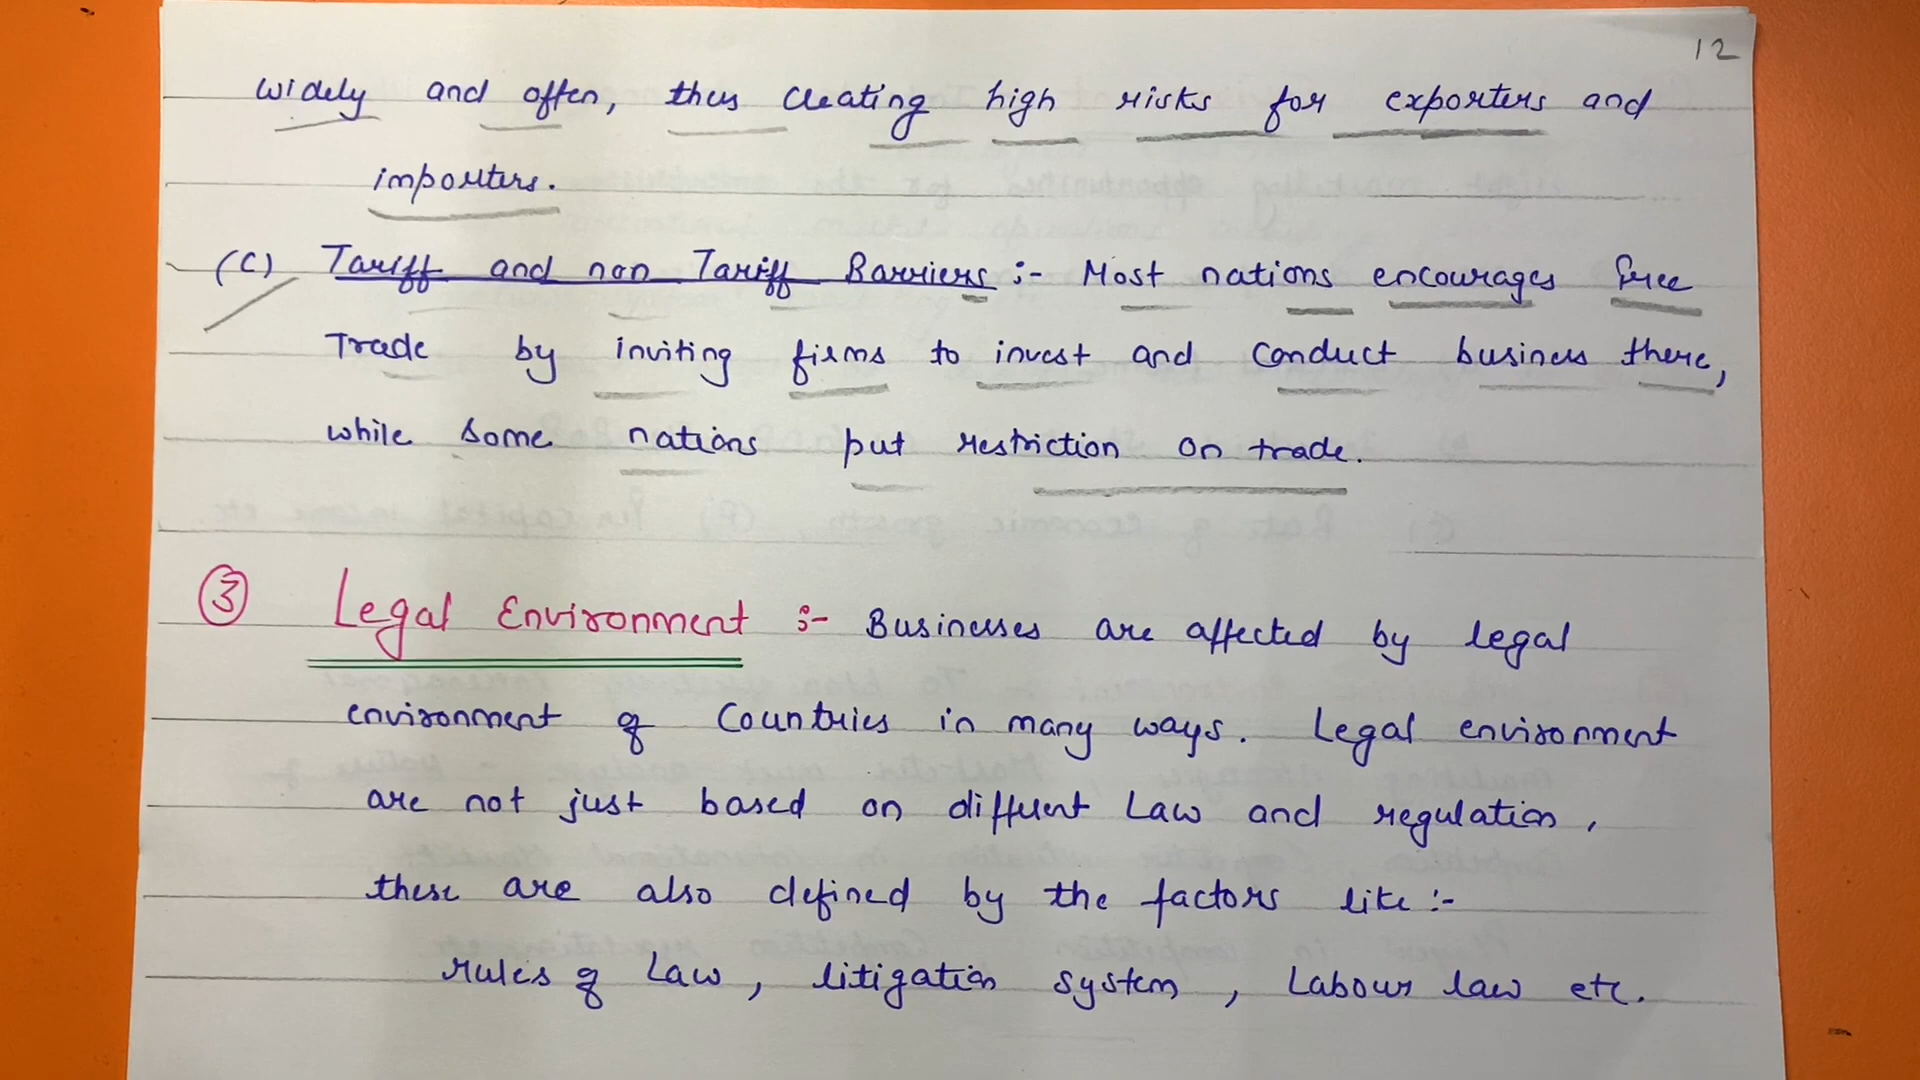 12
widely and often, thus creating high risks for exporters and
importers.
(C) Tariff and non Tariff Barriers :- Most nations encourages free
Trade by inviting firms to invest and conduct business there,
while some nations put restriction on trade.
3 Legal Environment :- Businesses are affected by legal
environment of Countries in many ways. Legal environment
are not just based on different Law and regulation,
these are also defined by the factors like :-
rules of Law, litigation system, Labour law etc.